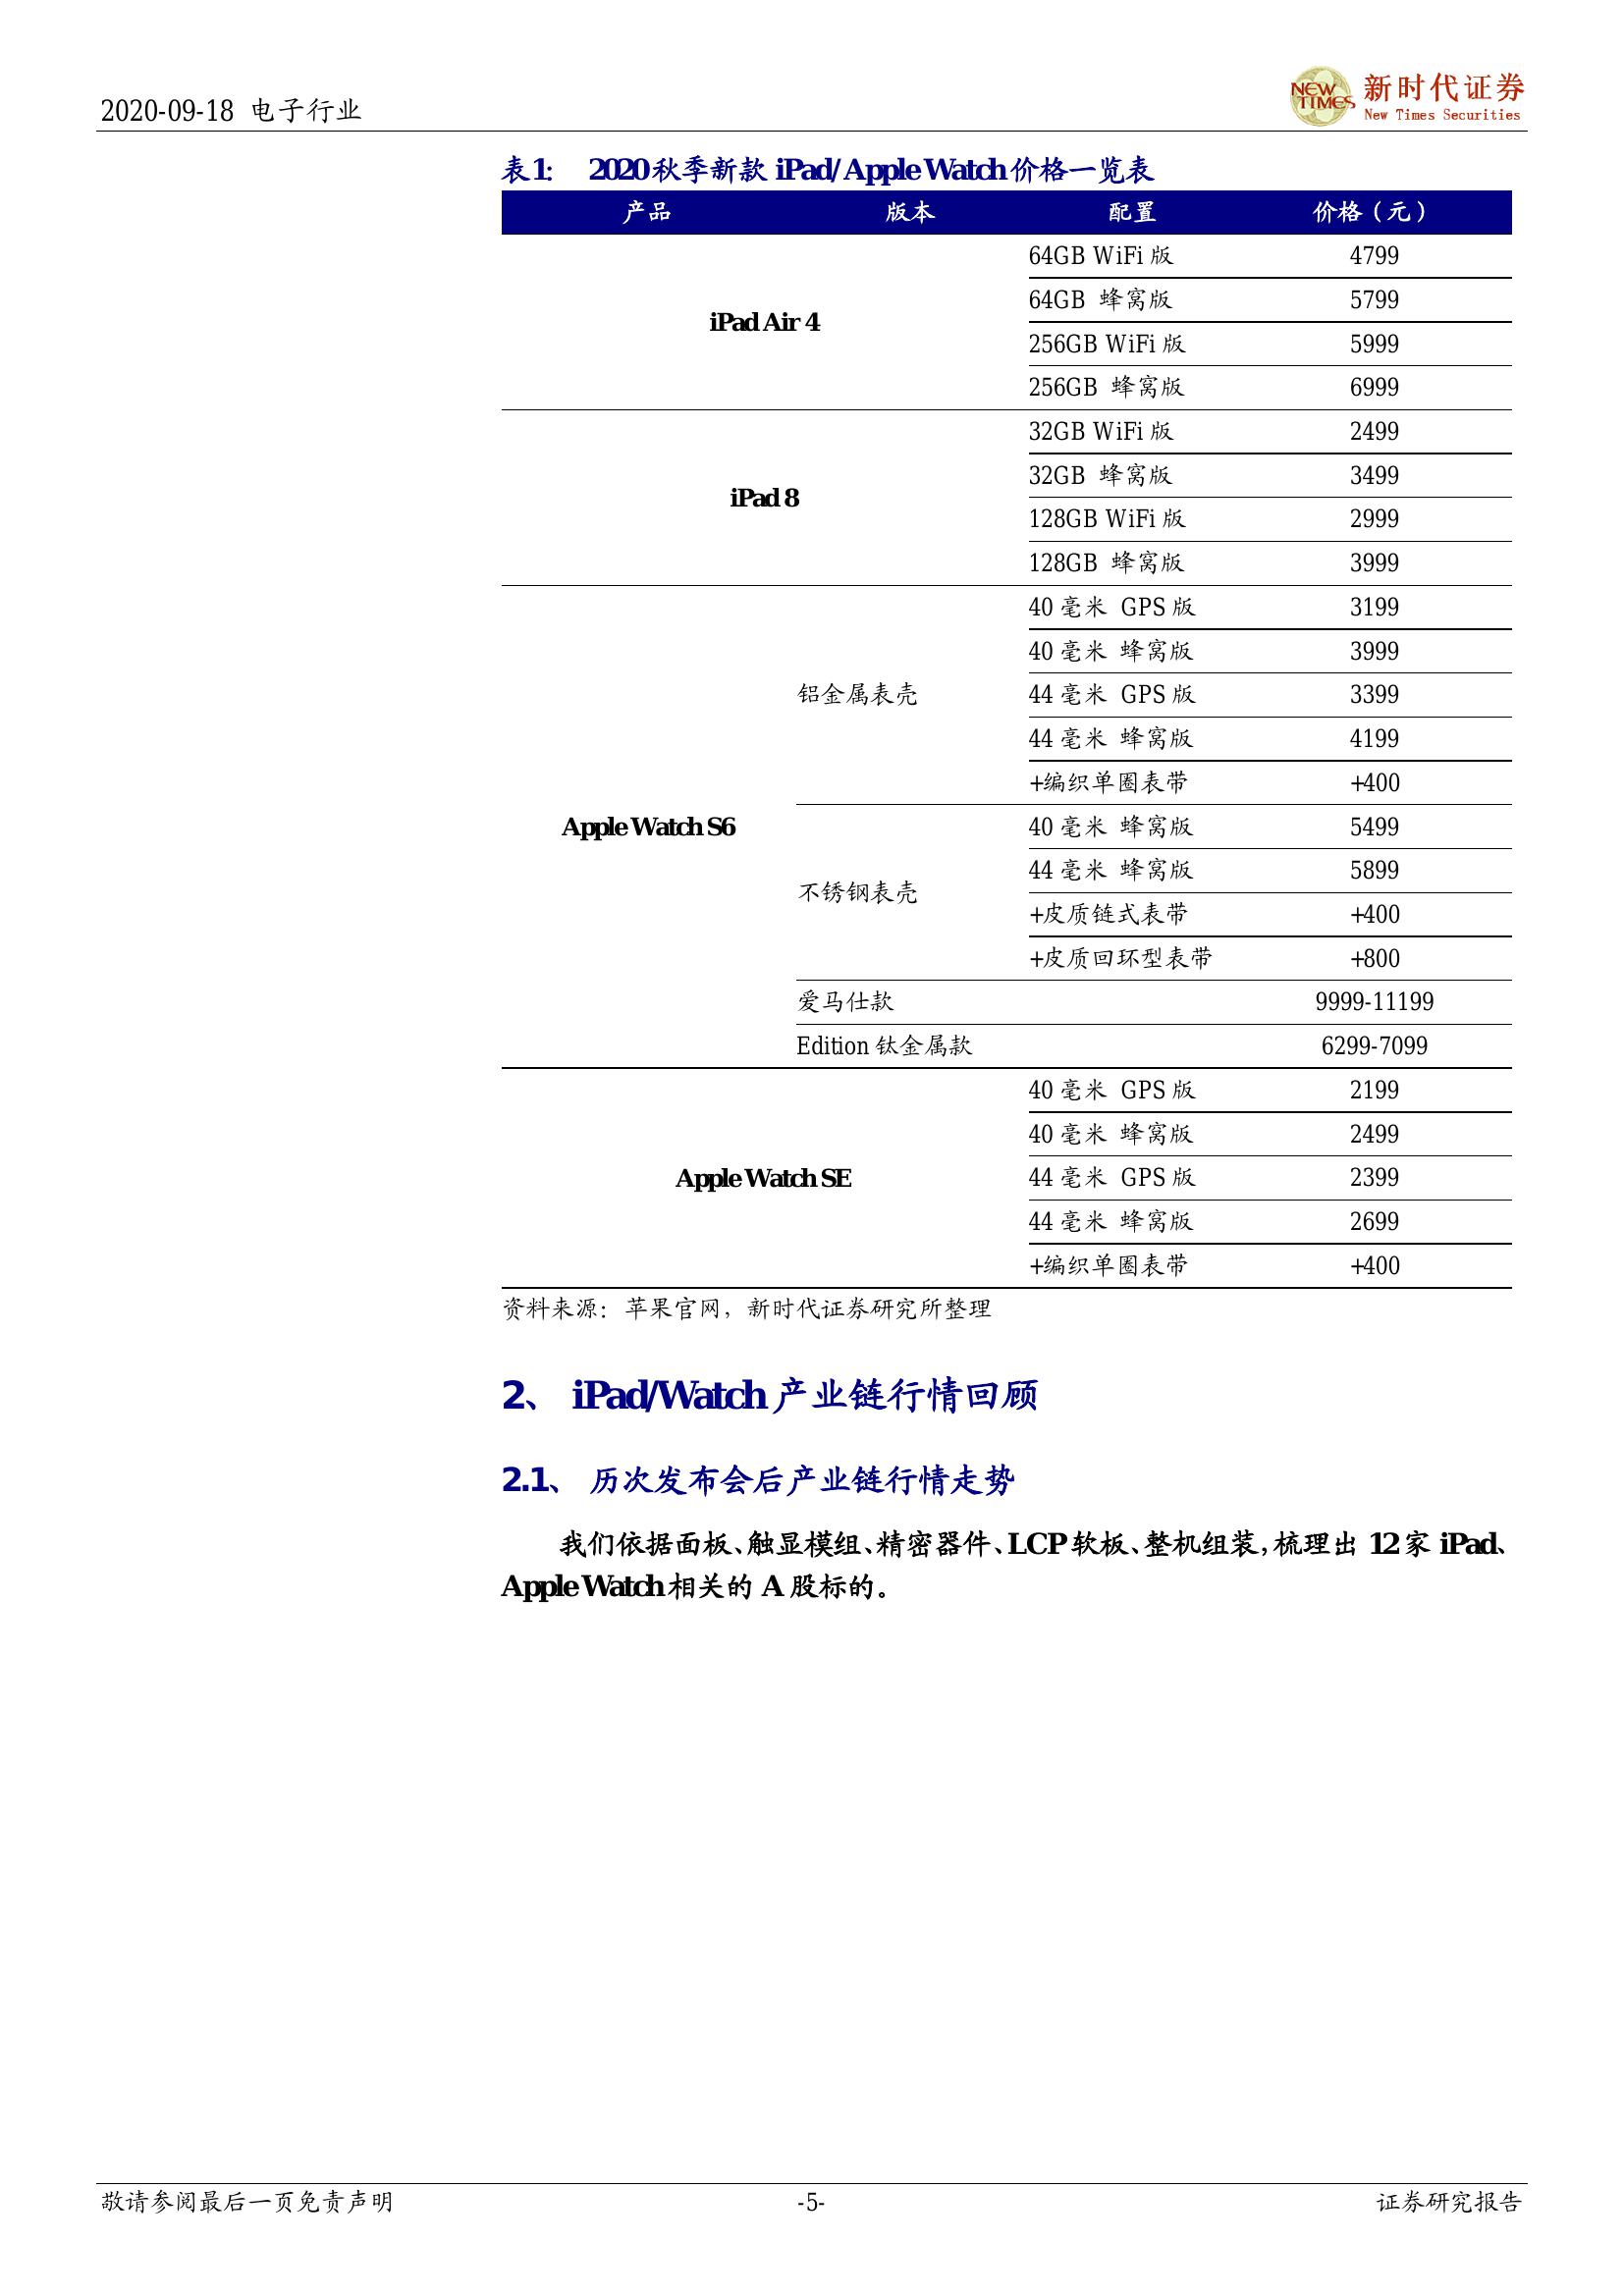 2020-09-18 电子行业
NEW TIMES
新时代证券
New Times Securities
表1: 2020秋季新款 iPad/Apple Watch价格一览表
产品 版本 配置 价格（元）
iPad Air 4
64GB WiFi 版 4799
64GB 蜂窝版 5799
256GB WiFi 版 5999
256GB 蜂窝版 6999
iPad 8
32GB WiFi 版 2499
32GB 蜂窝版 3499
128GB WiFi 版 2999
128GB 蜂窝版 3999
Apple Watch S6
铝金属表壳
40 毫米 GPS 版 3199
40 毫米 蜂窝版 3999
44 毫米 GPS 版 3399
44 毫米 蜂窝版 4199
+编织单圈表带 +400
不锈钢表壳
40 毫米 蜂窝版 5499
44 毫米 蜂窝版 5899
+皮质链式表带 +400
+皮质回环型表带 +800
爱马仕款 9999-11199
Edition 钛金属款 6299-7099
Apple Watch SE
40 毫米 GPS 版 2199
40 毫米 蜂窝版 2499
44 毫米 GPS 版 2399
44 毫米 蜂窝版 2699
+编织单圈表带 +400
资料来源：苹果官网，新时代证券研究所整理
2、 iPad/Watch 产业链行情回顾
2.1、 历次发布会后产业链行情走势
我们依据面板、触显模组、精密器件、LCP 软板、整机组装，梳理出 12 家 iPad、
Apple Watch 相关的 A 股标的。
敬请参阅最后一页免责声明 -5- 证券研究报告